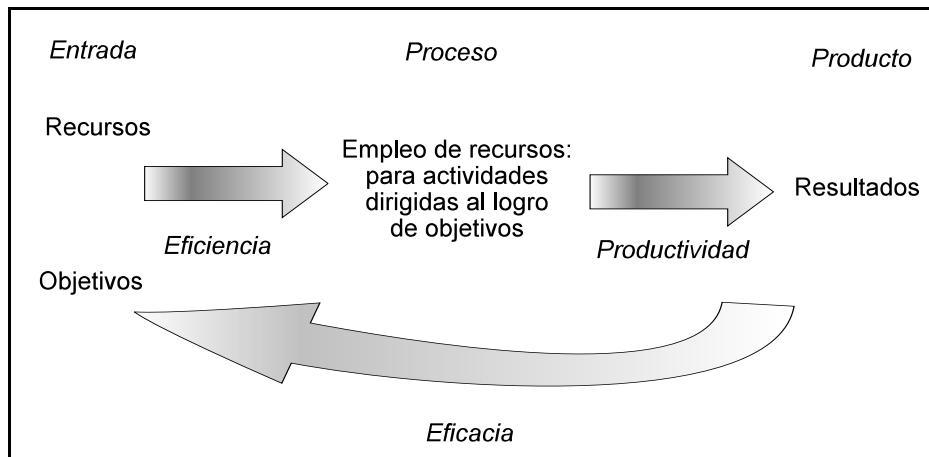 Entrada
Proceso
Producto
Recursos
Empleo de recursos:
para actividades
dirigidas al logro
de objetivos
Resultados
Eficiencia
Productividad
Objetivos
Eficacia